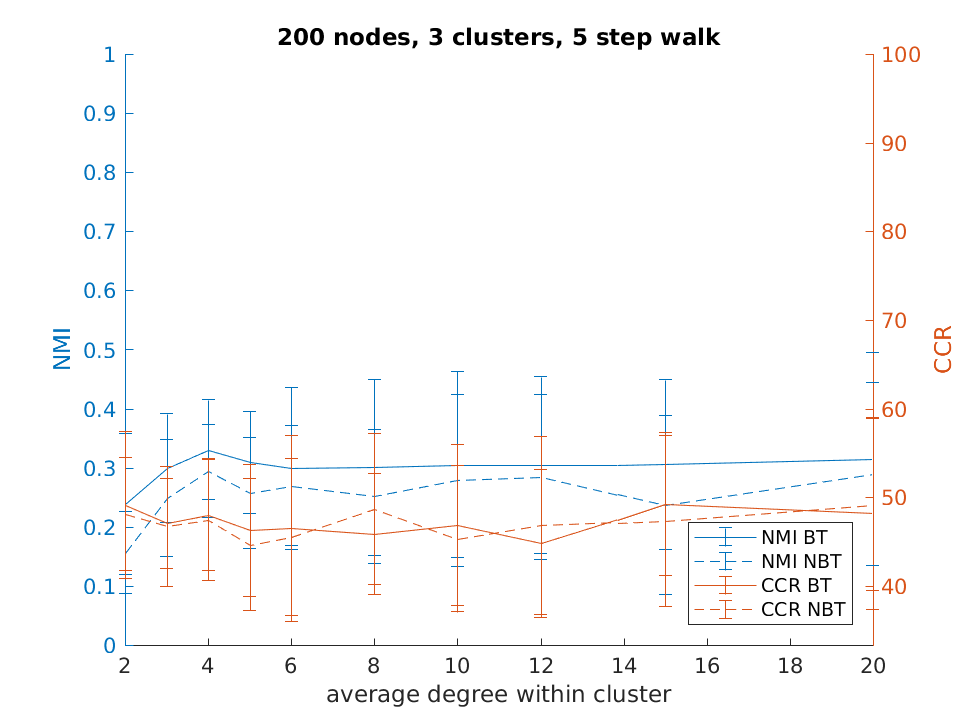 200 nodes, 3 clusters, 5 step walk
1
0.9
0.8
0.7
0.6
0.5
0.4
0.3
0.2
0.1
0
NMI
100
90
80
70
60
50
40
CCR
NMI BT
NMI NBT
CCR BT
CCR NBT
2 4 6 8 10 12 14 16 18 20
average degree within cluster